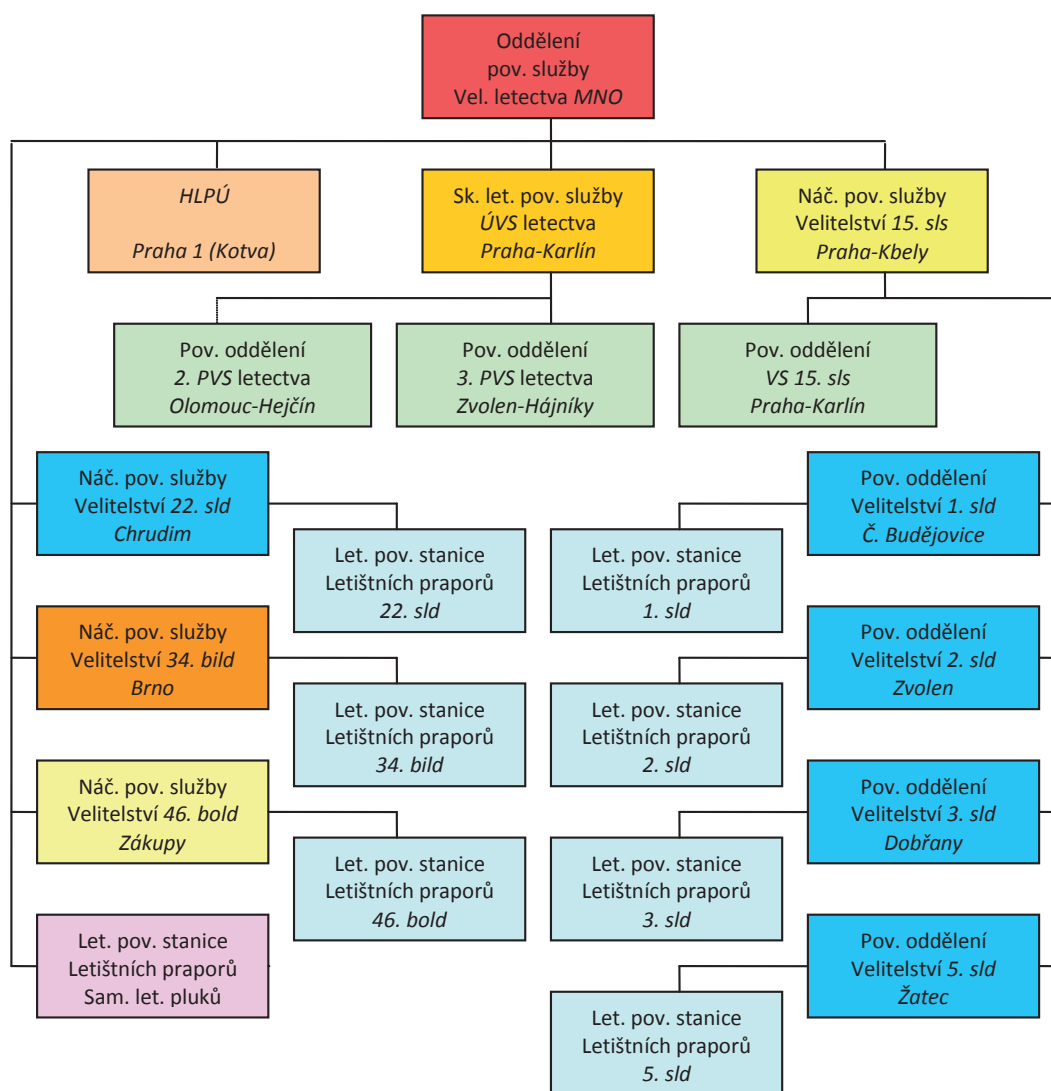 Oddělení
pov. služby
Vel. letectva MNO
HLPÚ
Praha 1 (Kotva)
Sk. let. pov. služby
ÚVS letectva
Praha-Karlín
Náč. pov. služby
Velitelství 15. sls
Praha-Kbely
Pov. oddělení
2. PVS letectva
Olomouc-Hejčín
Pov. oddělení
3. PVS letectva
Zvolen-Hájníky
Pov. oddělení
VS 15. sls
Praha-Karlín
Náč. pov. služby
Velitelství 22. sld
Chrudim
Let. pov. stanice
Letištních praporů
22. sld
Let. pov. stanice
Letištních praporů
1. sld
Pov. oddělení
Velitelství 1. sld
Č. Budějovice
Náč. pov. služby
Velitelství 34. bild
Brno
Let. pov. stanice
Letištních praporů
34. bild
Let. pov. stanice
Letištních praporů
2. sld
Pov. oddělení
Velitelství 2. sld
Zvolen
Náč. pov. služby
Velitelství 46. bold
Zákupy
Let. pov. stanice
Letištních praporů
46. bold
Let. pov. stanice
Letištních praporů
3. sld
Pov. oddělení
Velitelství 3. sld
Dobřany
Let. pov. stanice
Letištních praporů
Sam. let. pluků
Let. pov. stanice
Letištních praporů
5. sld
Pov. oddělení
Velitelství 5. sld
Žatec